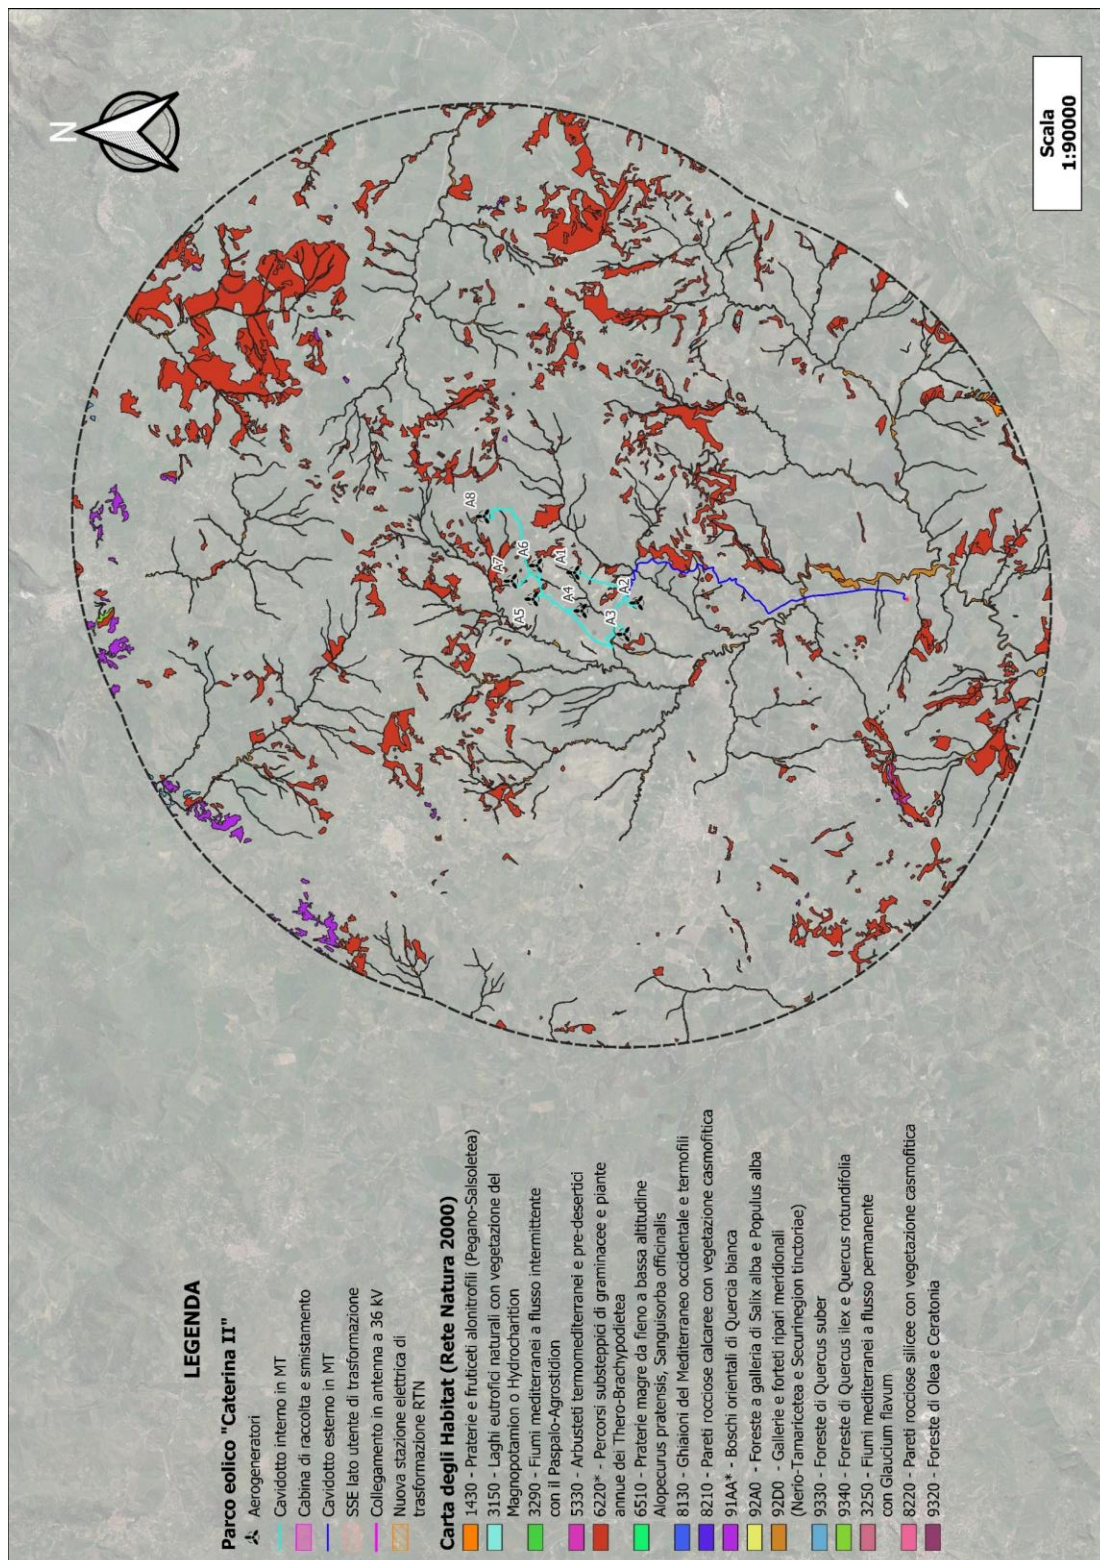 LEGENDA
Parco eolico "Caterina II"
Aerogeneratori
Cavidotto interno in MT
Cabina di raccolta e smistamento
Cavidotto esterno in MT
SSE lato utente di trasformazione
Collegamento in antenna a 36 kV
Nuova stazione elettrica di
trasformazione RTN
Carta degli Habitat (Rete Natura 2000)
1430 - Praterie e fruticeti alonitrofili (Pegano-Salsoletea)
3150 - Laghi eutrofici naturali con vegetazione del
Magnopotamion o Hydrocharition
3290 - Fiumi mediterranei a flusso intermittente
con il Paspalo-Agrostidion
5330 - Arbusteti termomediterranei e pre-desertici
6220* - Percorsi substeppici di graminacee e piante
annue dei Thero-Brachypodietea
6510 - Praterie magre da fieno a bassa altitudine
Alopecurus pratensis, Sanguisorba officinalis
8130 - Ghiaioni del Mediterraneo occidentale e termofili
8210 - Pareti rocciose calcaree con vegetazione casmofitica
91AA* - Boschi orientali di Quercia bianca
92A0 - Foreste a galleria di Salix alba e Populus alba
92D0 - Gallerie e forteti ripari meridionali
(Nerio-Tamaricetea e Securinegion tinctoriae)
9330 - Foreste di Quercus suber
9340 - Foreste di Quercus ilex e Quercus rotundifolia
3250 - Fiumi mediterranei a flusso permanente
con Glaucium flavum
8220 - Pareti rocciose silicee con vegetazione casmofitica
9320 - Foreste di Olea e Ceratonia
N
A8
A7
A6
A5
A1
A4
A2
A3
Scala
1:90000